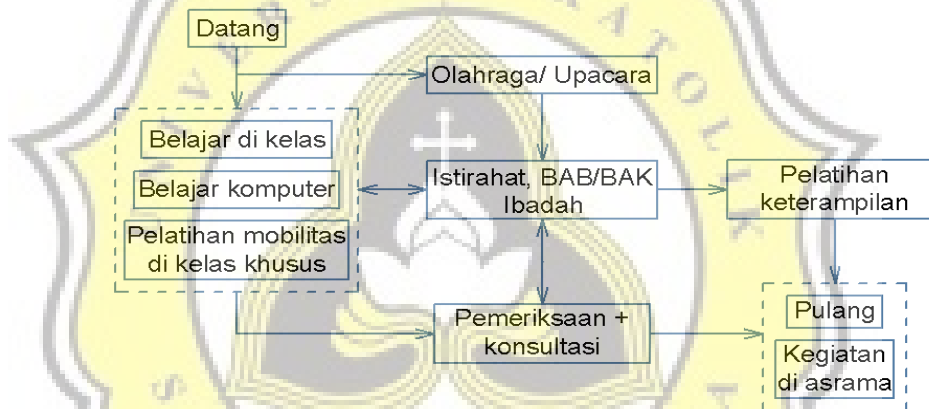 Datang
Olahraga/ Upacara
Belajar di kelas
Belajar komputer
Pelatihan mobilitas
di kelas khusus
Istirahat, BAB/BAK
Ibadah
Pelatihan
keterampilan
Pemeriksaan +
konsultasi
Pulang
Kegiatan
di asrama